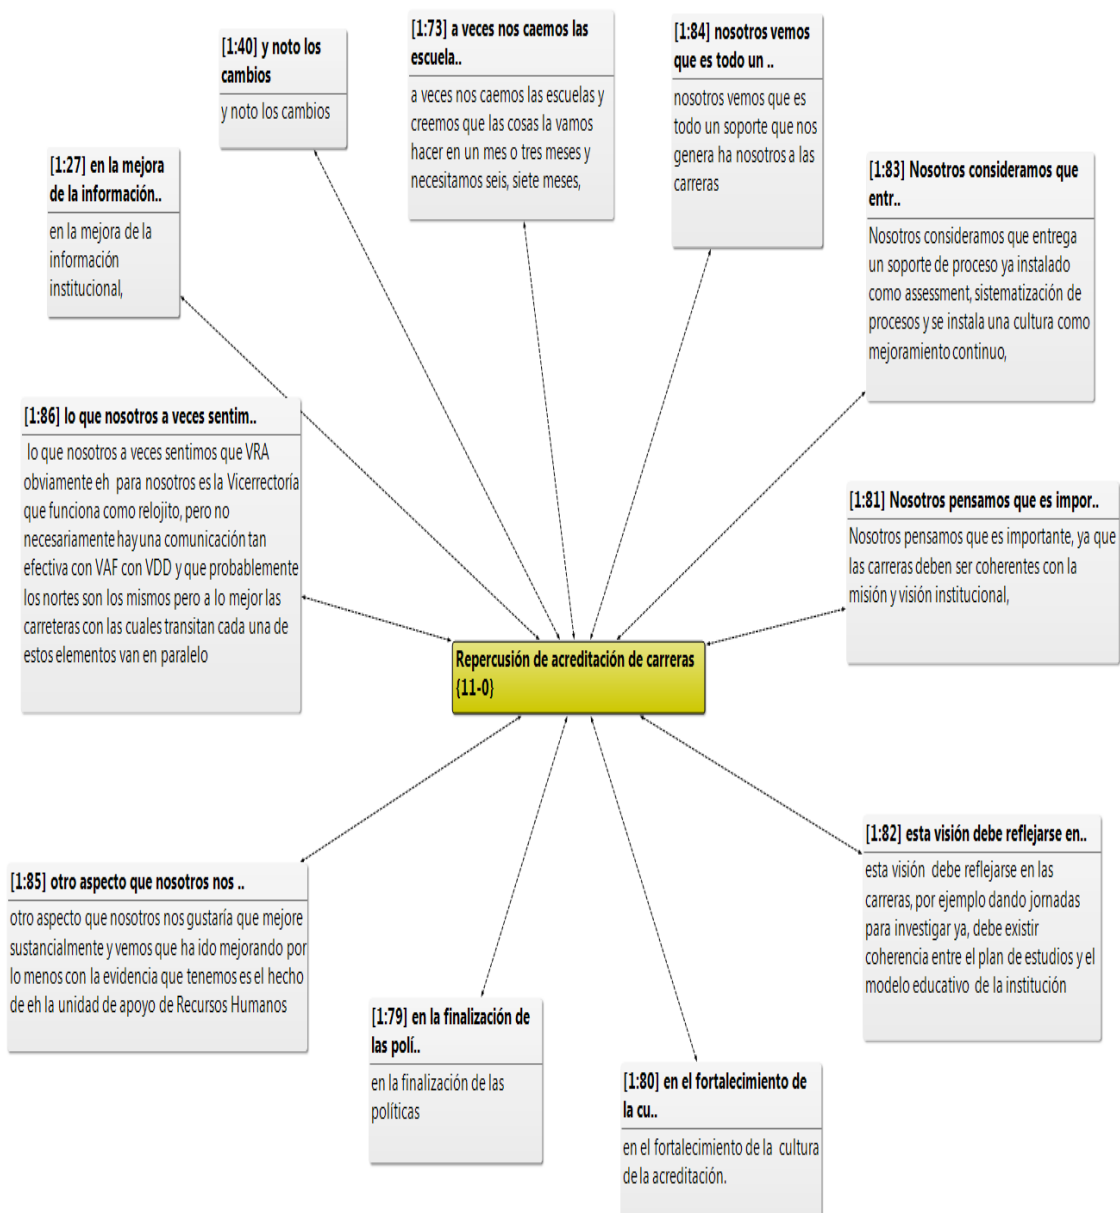 [1:40] y noto los
cambios
y noto los cambios
[1:73] a veces nos caemos las
escuela..
a veces nos caemos las escuelas y
creemos que las cosas la vamos
hacer en un mes o tres meses y
necesitamos seis, siete meses,
[1:84] nosotros vemos
que es todo un ..
nosotros vemos que es
todo un soporte que nos
genera ha nosotros a las
carreras
[1:27] en la mejora
de la información..
en la mejora de la
información
institucional,
[1:83] Nosotros consideramos que
entr..
Nosotros consideramos que entrega
un soporte de proceso ya instalado
como assessment, sistematización de
procesos y se instala una cultura como
mejoramiento continuo,
[1:86] lo que nosotros a veces sentim..
lo que nosotros a veces sentimos que VRA
obviamente eh para nosotros es la Vicerrectoría
que funciona como relojito, pero no
necesariamente hay una comunicación tan
efectiva con VAF con VDD y que probablemente
los nortes son los mismos pero a lo mejor las
carreteras con las cuales transitan cada una de
estos elementos van en paralelo
[1:81] Nosotros pensamos que es impor..
Nosotros pensamos que es importante, ya que
las carreras deben ser coherentes con la
misión y visión institucional,
Repercusión de acreditación de carreras
{11-0}
[1:82] esta visión debe reflejarse en..
esta visión debe reflejarse en las
carreras, por ejemplo dando jornadas
para investigar ya, debe existir
coherencia entre el plan de estudios y el
modelo educativo de la institución
[1:85] otro aspecto que nosotros nos ..
otro aspecto que nosotros nos gustaría que mejore
sustancialmente y vemos que ha ido mejorando por
lo menos con la evidencia que tenemos es el hecho
de eh la unidad de apoyo de Recursos Humanos
[1:79] en la finalización de
las polí..
en la finalización de las
políticas
[1:80] en el fortalecimiento de
la cu..
en el fortalecimiento de la cultura
de la acreditación.